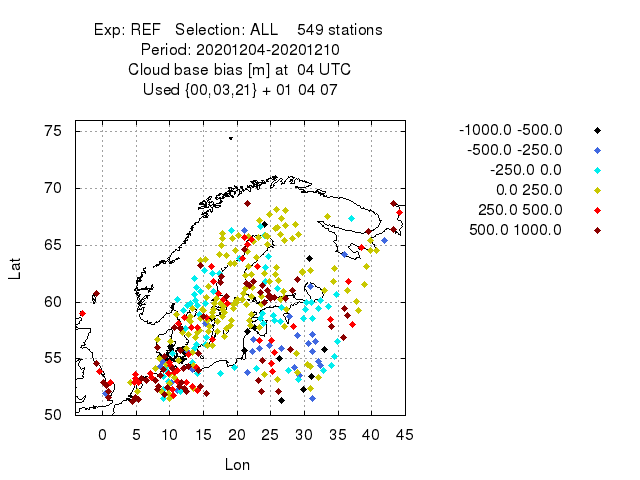 Exp: REF Selection: ALL 549 stations
Period: 20201204-20201210
Cloud base bias [m] at 04 UTC
Used {00,03,21} + 01 04 07
-1000.0 -500.0
-500.0 -250.0
-250.0 0.0
0.0 250.0
250.0 500.0
500.0 1000.0
75
70
65
60
55
50
Lat
0 5 10 15 20 25 30 35 40 45
Lon